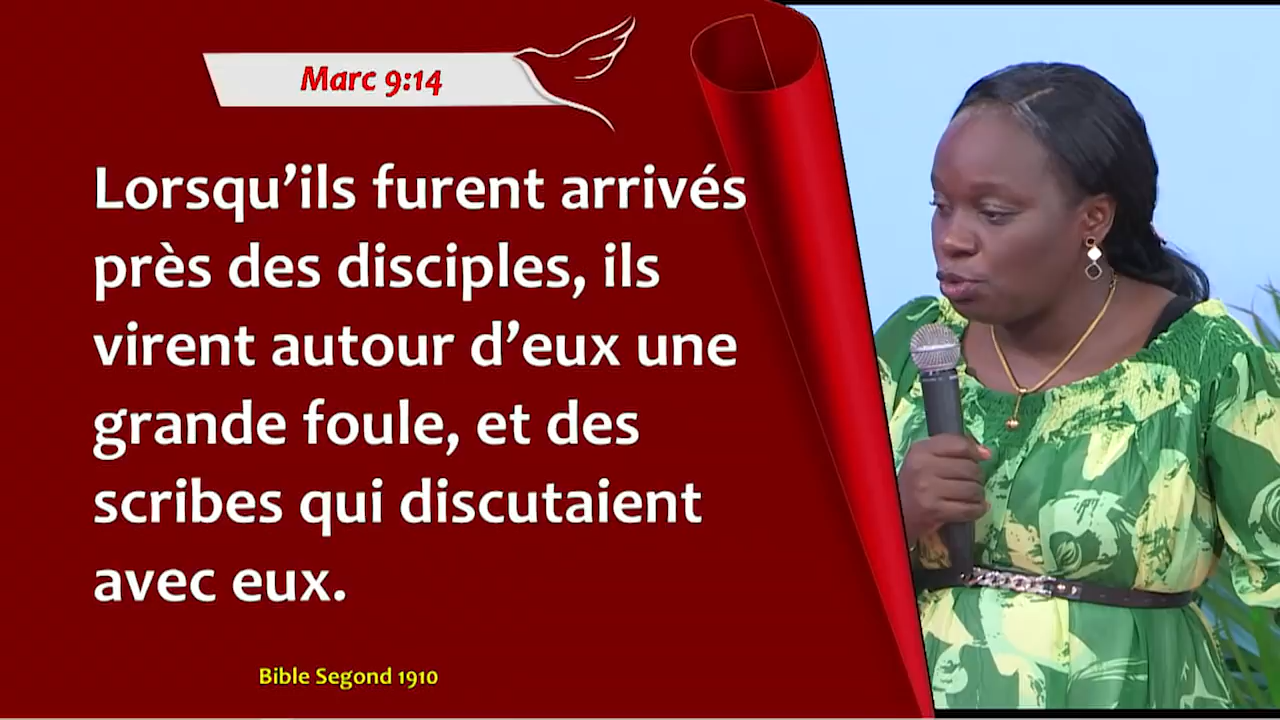 Marc 9:14
Lorsqu’ils furent arrivés
près des disciples, ils
virent autour d’eux une
grande foule, et des
scribes qui discutaient
avec eux.
Bible Segond 1910